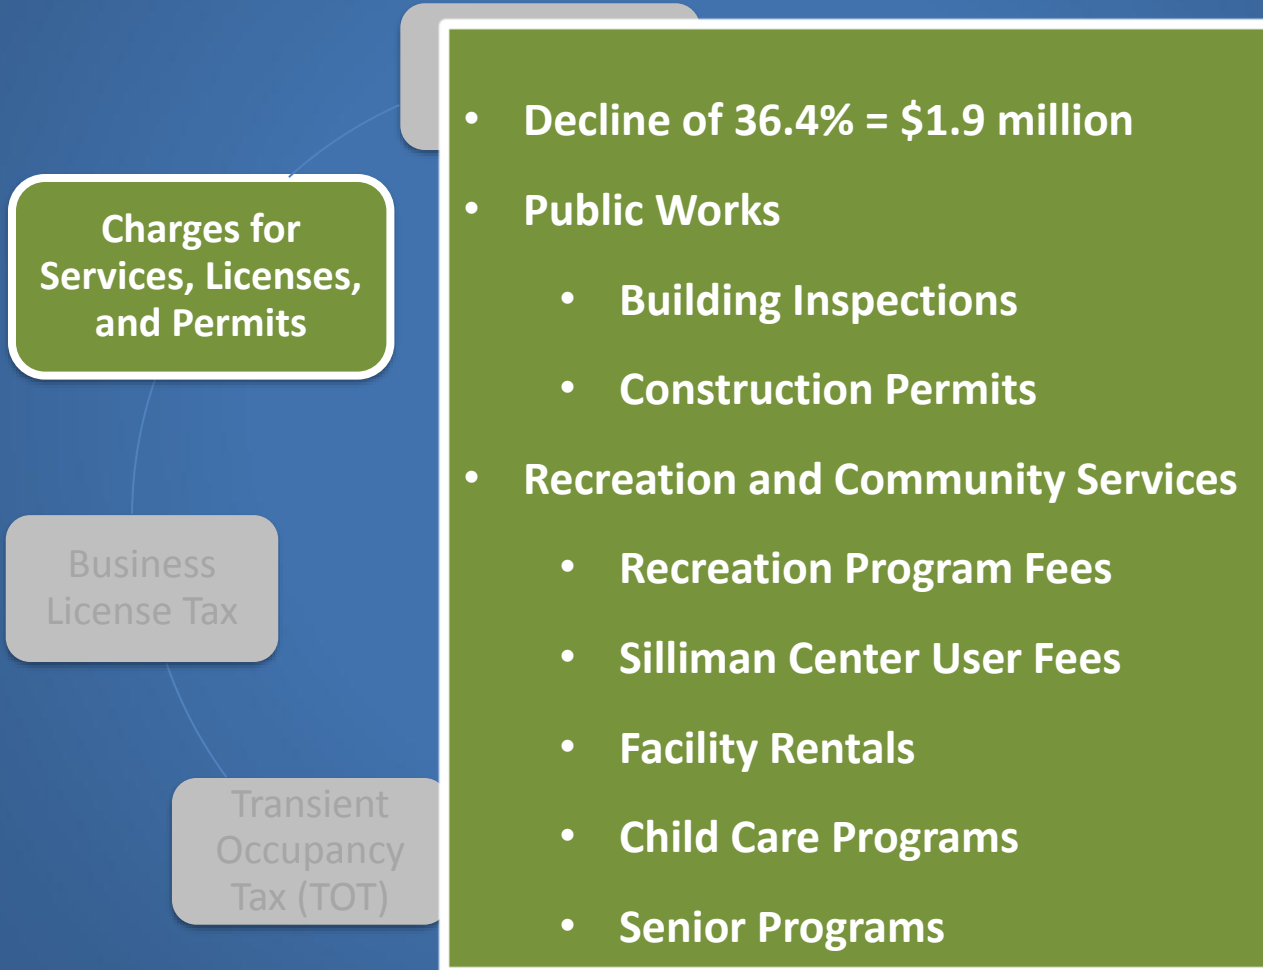 Charges for
Services, Licenses,
and Permits
Business
License Tax
Transient
Occupancy
Tax (TOT)
• Decline of 36.4% = $1.9 million
• Public Works
• Building Inspections
• Construction Permits
• Recreation and Community Services
• Recreation Program Fees
• Silliman Center User Fees
• Facility Rentals
• Child Care Programs
• Senior Programs